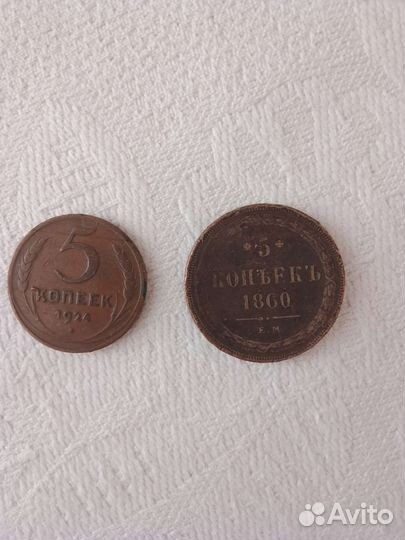 5
КОПЕЕК
1924
* 5 *
КОПѢЕКЪ
1860
Е.М
Avito